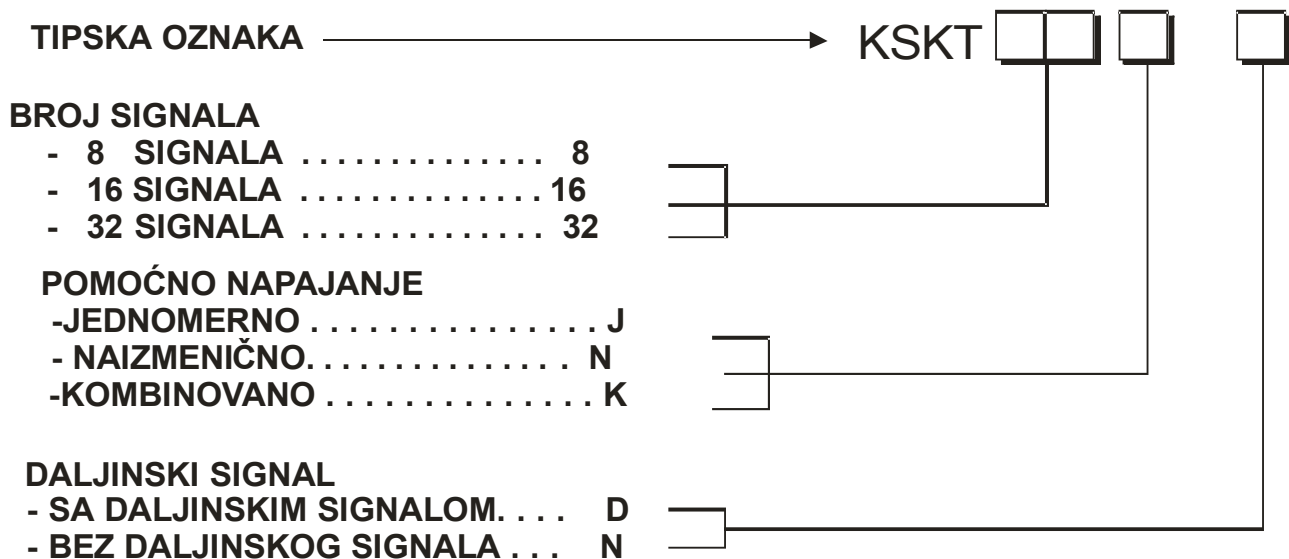 TIPSKA OZNAKA KSKT
BROJ SIGNALA
- 8 SIGNALA . . . . . . . . . . . . . . 8
- 16 SIGNALA . . . . . . . . . . . . . . 16
- 32 SIGNALA . . . . . . . . . . . . . . 32
POMOĆNO NAPAJANJE
-JEDNOMERNO . . . . . . . . . . . . . . . . J
- NAIZMENIČNO. . . . . . . . . . . . . . N
-KOMBINOVANO . . . . . . . . . . . . . . K
DALJINSKI SIGNAL
- SA DALJINSKIM SIGNALOM. . . . D
- BEZ DALJINSKOG SIGNALA . . . N